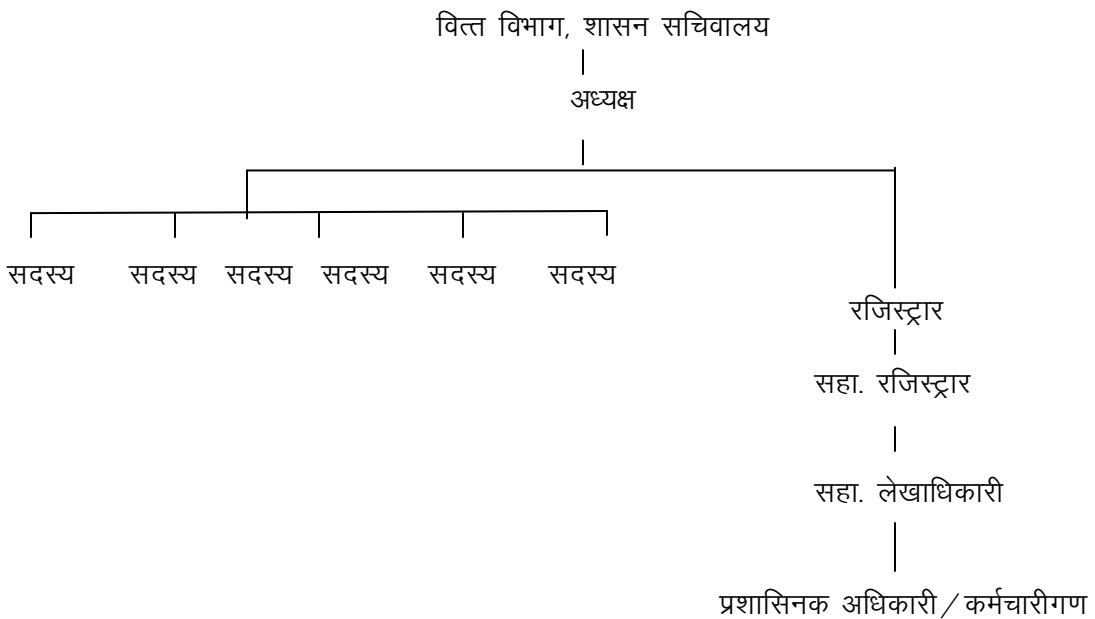 वित्त विभाग, शासन सचिवालय
अध्यक्ष
सदस्य सदस्य सदस्य सदस्य सदस्य सदस्य
रजिस्ट्रार
सहा. रजिस्ट्रार
सहा. लेखाधिकारी
प्रशासिनक अधिकारी/कर्मचारीगण